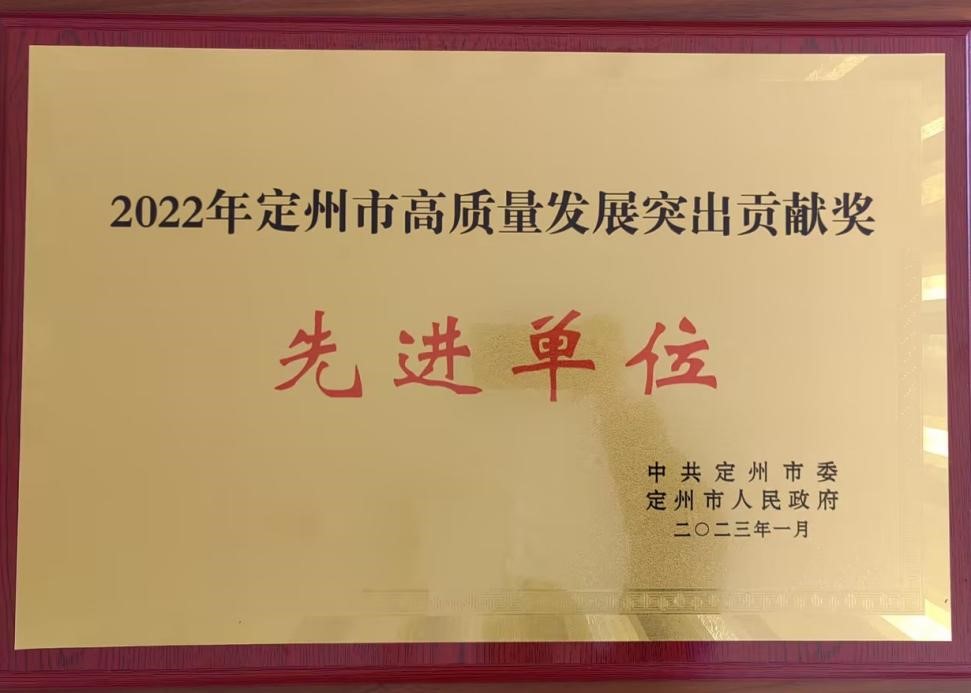 2022年定州市高质量发展突出贡献奖
先进单位
中共定州市委
定州市人民政府
二〇二三年一月